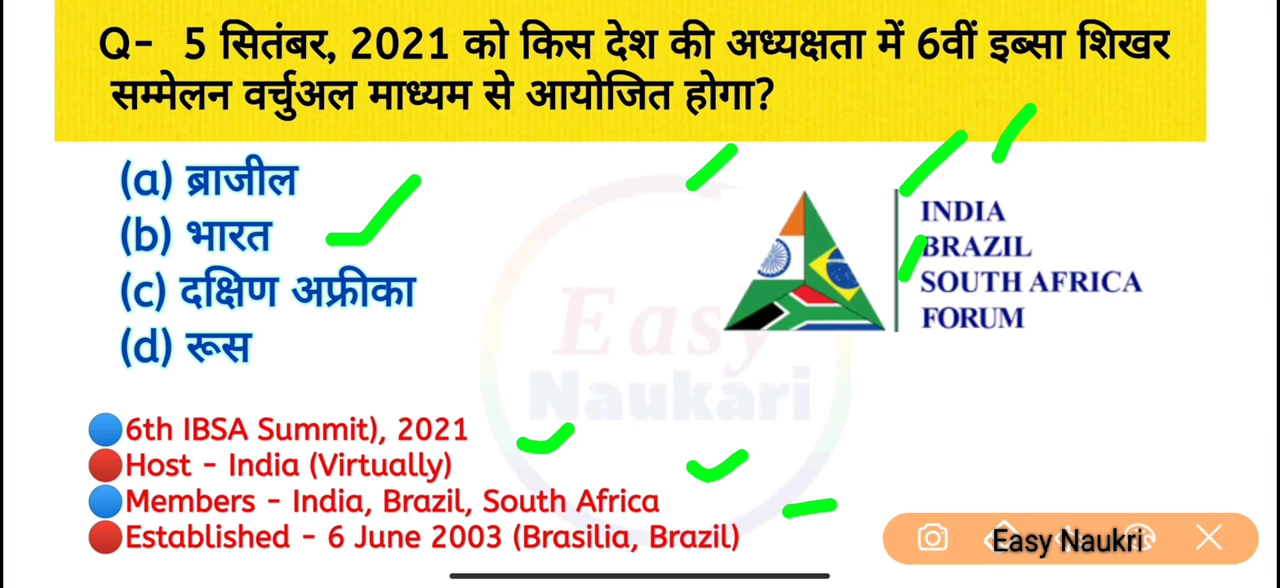 Q- 5 सितंबर, 2021 को किस देश की अध्यक्षता में 6वीं इब्सा शिखर
सम्मेलन वर्चुअल माध्यम से आयोजित होगा?
(a) ब्राजील
(b) भारत
(c) दक्षिण अफ्रीका
(d) रूस
INDIA
BRAZIL
SOUTH AFRICA
FORUM
Easy
Naukari
6th IBSA Summit), 2021
Host - India (Virtually)
Members - India, Brazil, South Africa
Established - 6 June 2003 (Brasilia, Brazil)
Easy Naukri